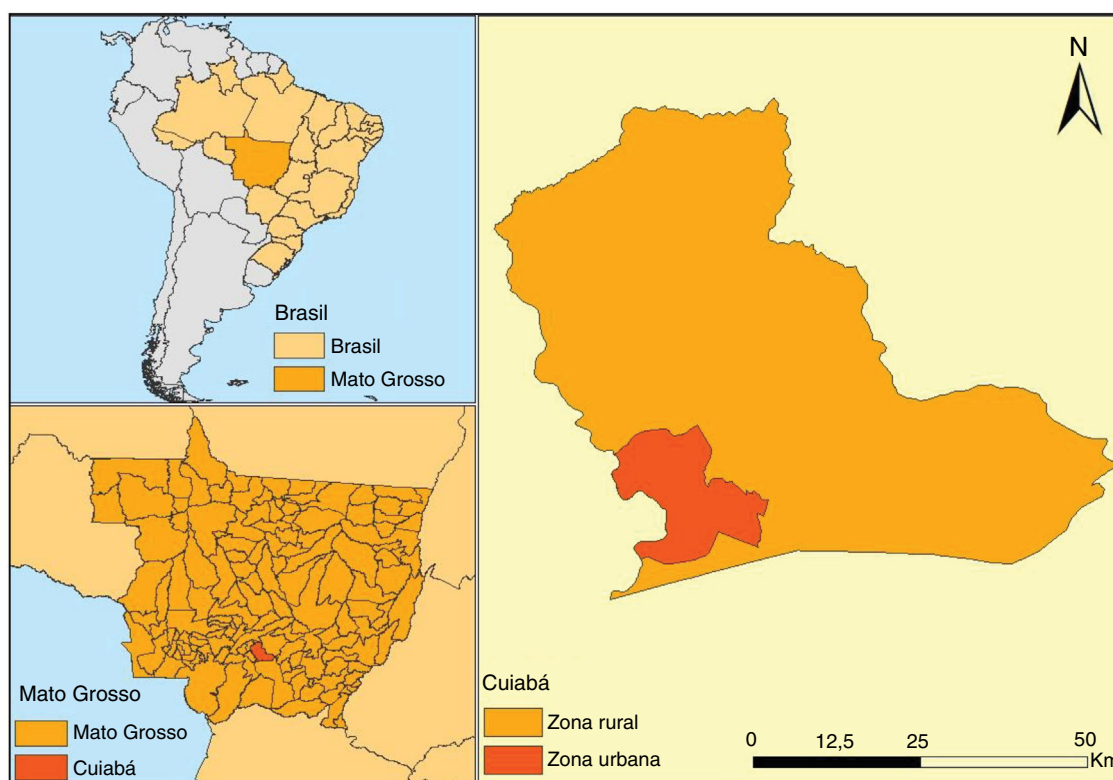 Brasil
Brasil
Mato Grosso
Mato Grosso
Mato Grosso
Cuiabá
N
Cuiabá
Zona rural
Zona urbana
0 12,5 25 50
Km